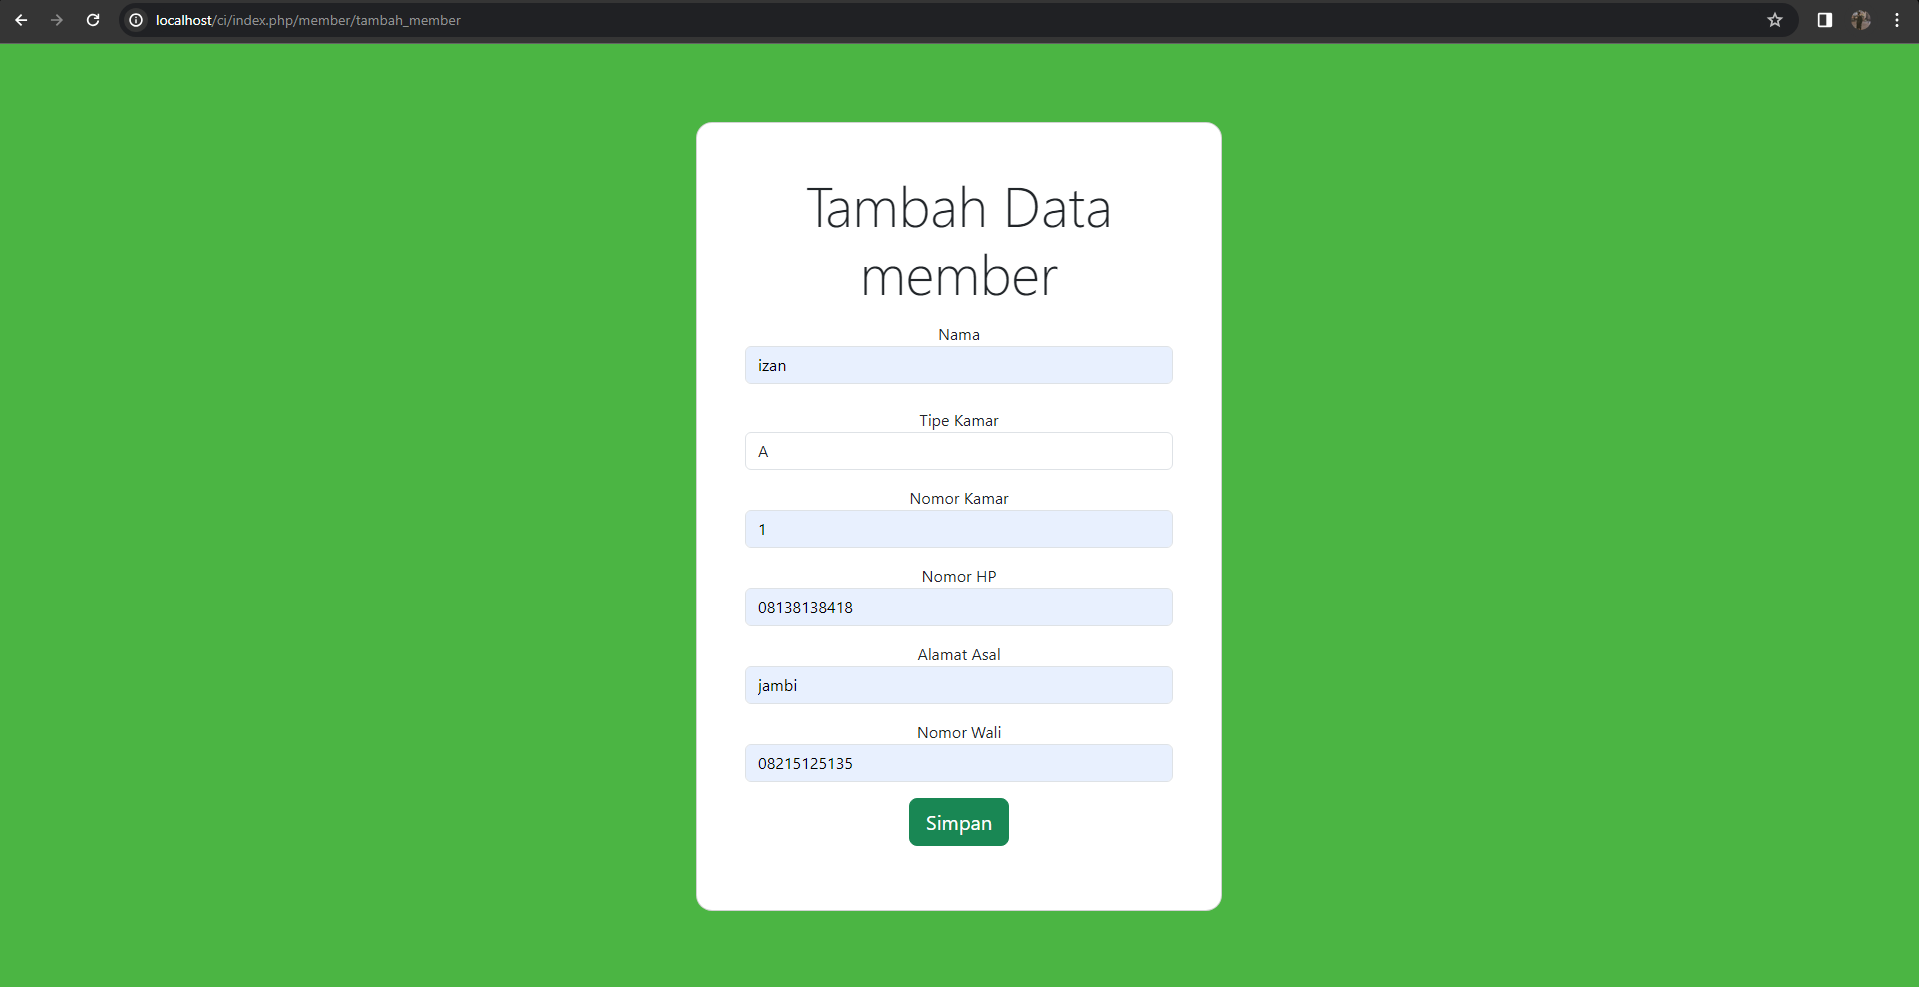 localhost/ci/index.php/member/tambah_member
Tambah Data
member
Nama
izan
Tipe Kamar
A
Nomor Kamar
1
Nomor HP
08138138418
Alamat Asal
jambi
Nomor Wali
08215125135
Simpan